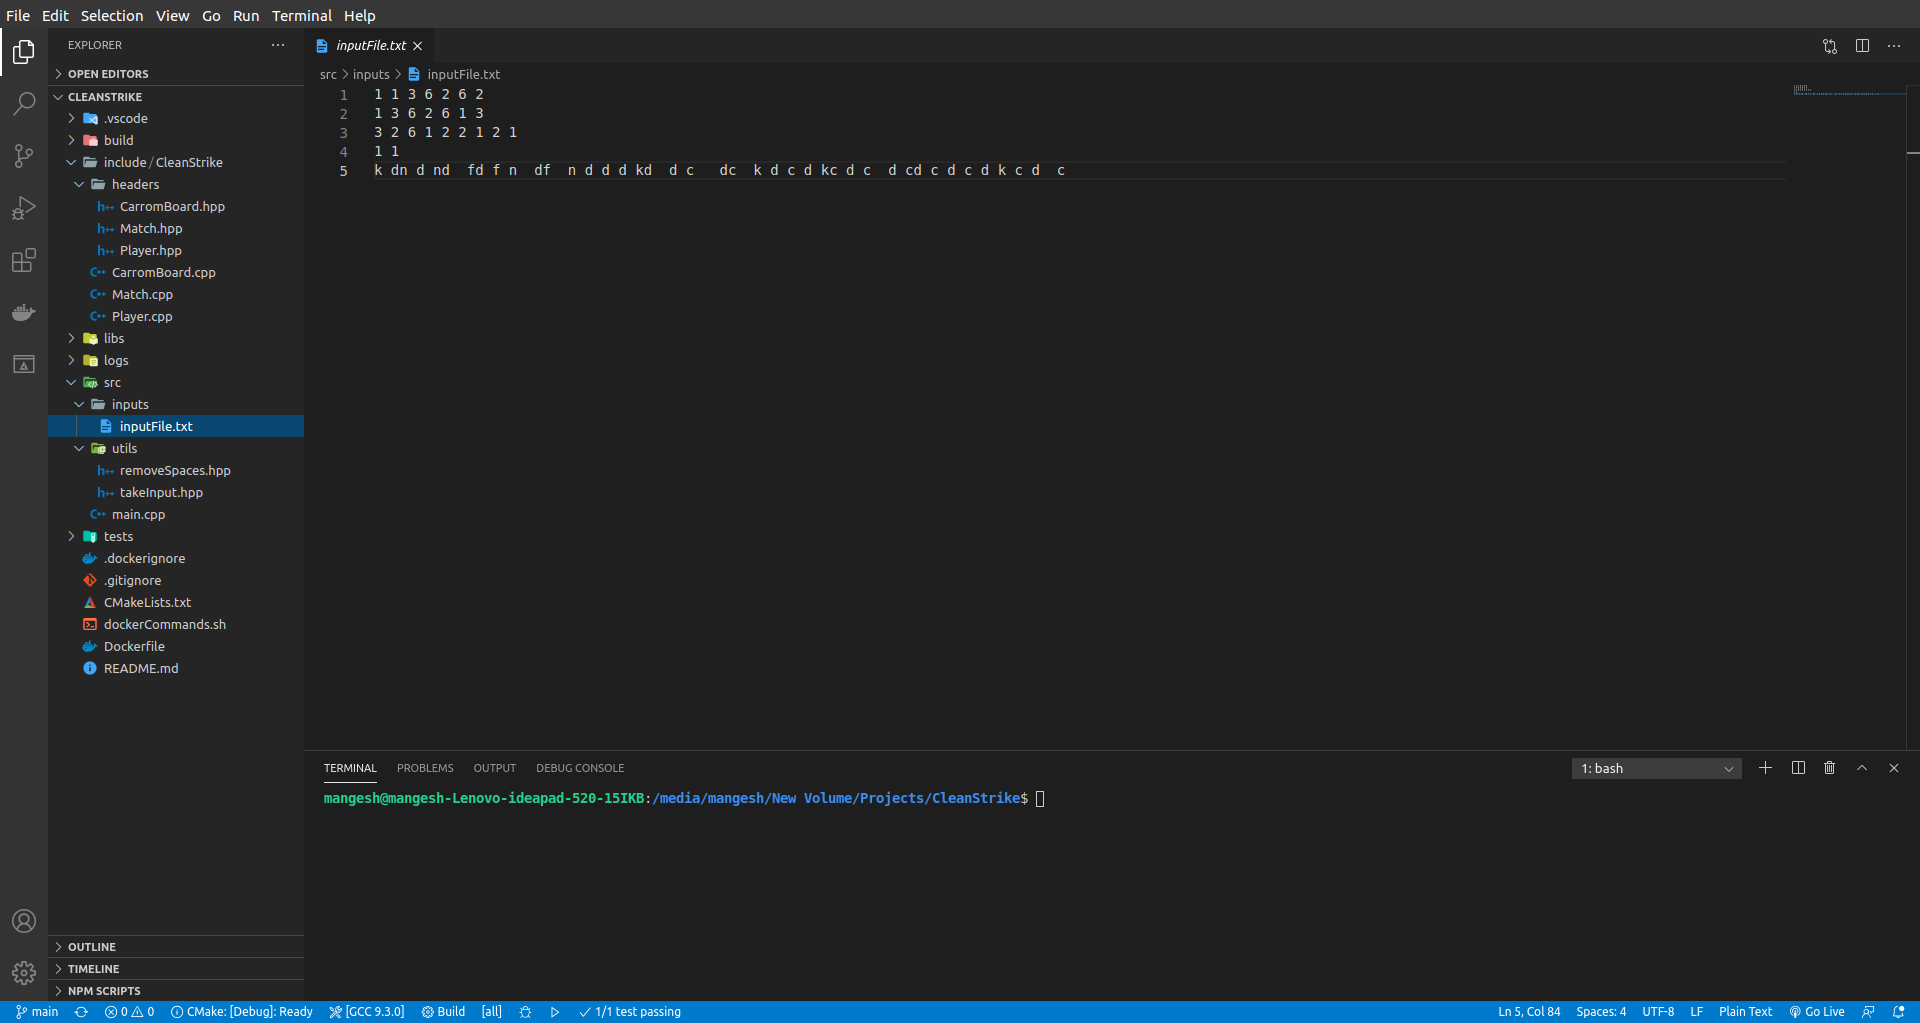 File Edit Selection View Go Run Terminal Help
EXPLORER
OPEN EDITORS
CLEANSTRIKE
.vscode
build
include / CleanStrike
headers
CarromBoard.hpp
Match.hpp
Player.hpp
CarromBoard.cpp
Match.cpp
Player.cpp
libs
logs
src
inputs
inputFile.txt
utils
removeSpaces.hpp
takeInput.hpp
main.cpp
tests
.dockerignore
.gitignore
CMakeLists.txt
dockerCommands.sh
Dockerfile
README.md
OUTLINE
TIMELINE
NPM SCRIPTS
inputFile.txt
src > inputs > inputFile.txt
1 1 1 3 6 2 6 2
2 1 3 6 2 6 1 3
3 3 2 6 1 2 2 1 2 1
4 1 1
5 k dn d nd  fd f n  df  n d d d kd  d c   dc  k d c d kc d c  d cd c d c d k c d  c
TERMINAL PROBLEMS OUTPUT DEBUG CONSOLE
1: bash
mangesh@mangesh-Lenovo-ideapad-520-15IKB:/media/mangesh/New Volume/Projects/CleanStrike$
main 0 0 CMake: [Debug]: Ready [GCC 9.3.0] Build [all] 1/1 test passing Ln 5, Col 84 Spaces: 4 UTF-8 LF Plain Text Go Live